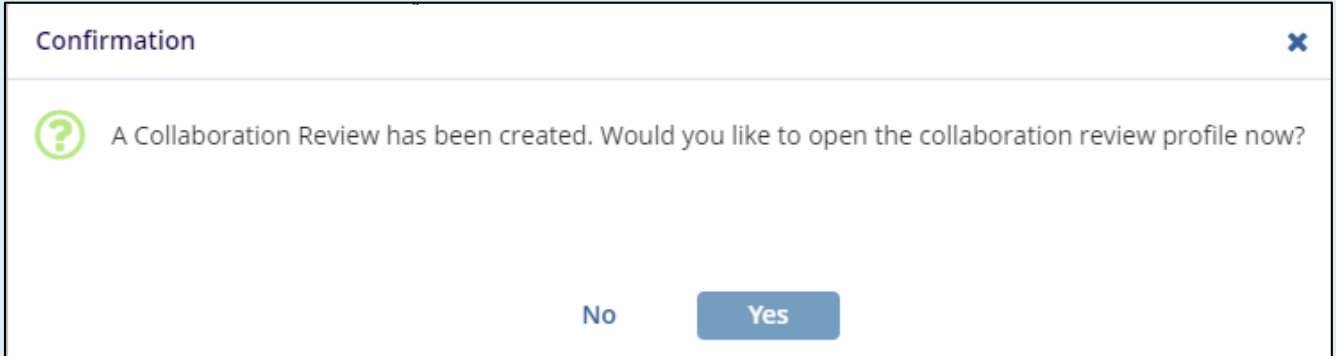 Confirmation
A Collaboration Review has been created. Would you like to open the collaboration review profile now?
No
Yes